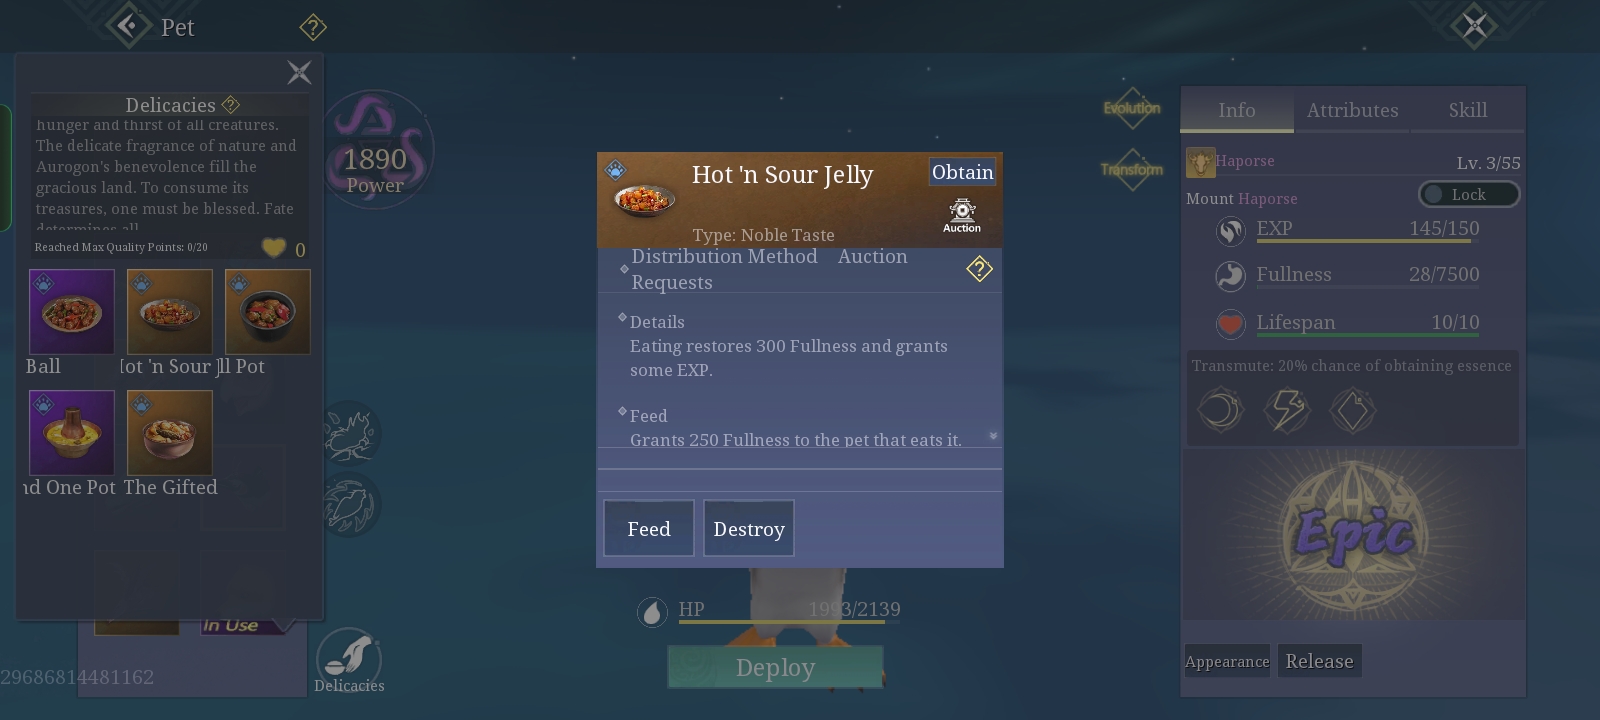 Pet
Delicacies
hunger and thirst of all creatures.
The delicate fragrance of nature and
Aurogon's benevolence fill the
gracious land. To consume its
treasures, one must be blessed. Fate
determines all
Reached Max Quality Points: 0/20
0
Ball
Hot 'n Sour J
ll Pot
nd One Pot
The Gifted
In Use
29686814481162
1890
Power
Delicacies
Hot 'n Sour Jelly
Obtain
Auction
Type: Noble Taste
Distribution Method Auction
Requests
Details
Eating restores 300 Fullness and grants
some EXP.
Feed
Grants 250 Fullness to the pet that eats it.
Feed
Destroy
HP 1993/2139
Deploy
Evolution
Transform
Info
Attributes
Skill
Haporse
Lv. 3/55
Mount Haporse
Lock
EXP 145/150
Fullness 28/7500
Lifespan 10/10
Transmute: 20% chance of obtaining essence
Epic
Appearance
Release